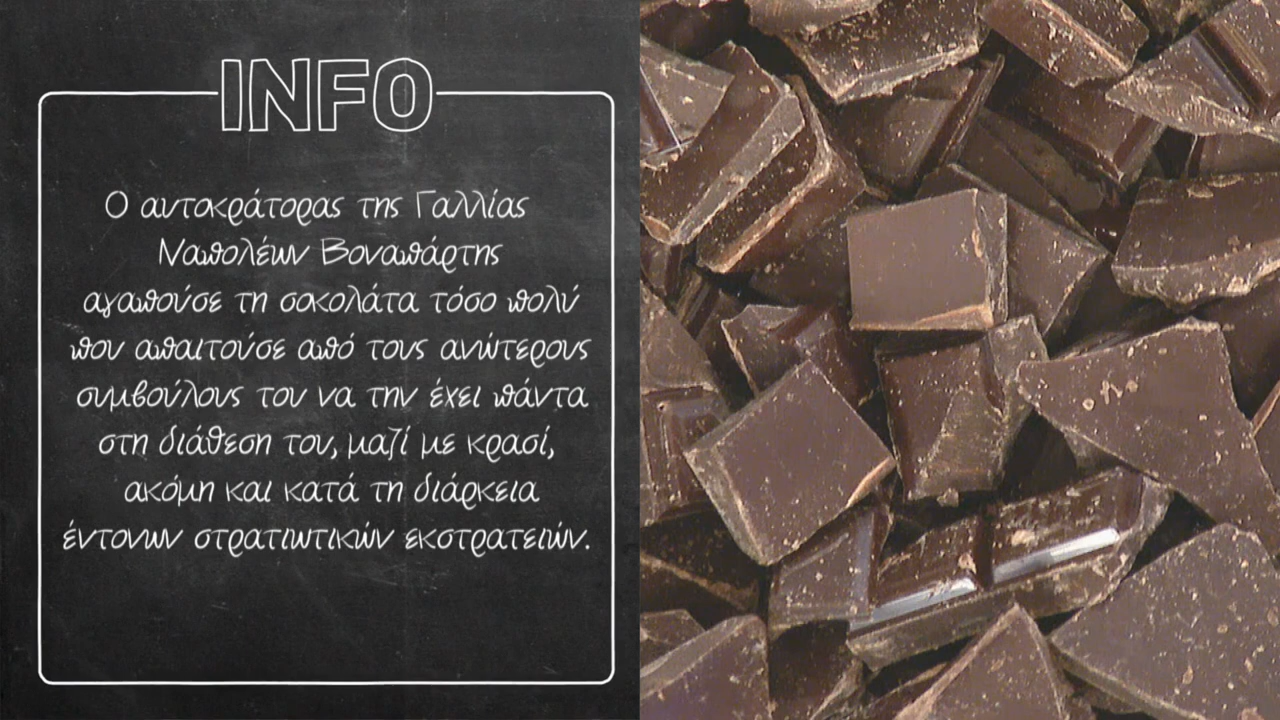 INFO
Ο αυτοκράτορας της Γαλλίας
Ναπολέων Βοναπάρτης
αγαπούσε τη σοκολάτα τόσο πολύ
που απαιτούσε από τους ανώτερους
συμβούλους του να την έχει πάντα
στη διάθεση του, μαζί με κρασί,
ακόμη και κατά τη διάρκεια
έντονων στρατιωτικών εκστρατειών.